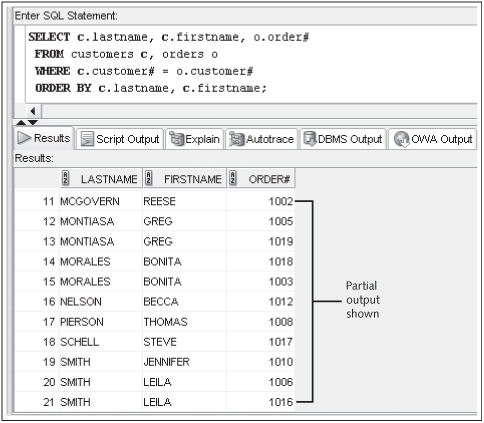 Enter SQL Statement:
SELECT c.lastname, c.firstname, o.order#
FROM customers c, orders o
WHERE c.customer# = o.customer#
ORDER BY c.lastname, c.firstname;
Results Script Output Explain Autotrace DBMS Output OWA Output
Results:
LASTNAME FIRSTNAME ORDER#
11 MCGOVERN REESE 1002
12 MONTIASA GREG 1005
13 MONTIASA GREG 1019
14 MORALES BONITA 1018
15 MORALES BONITA 1003
16 NELSON BECCA 1012
17 PIERSON THOMAS 1008
18 SCHELL STEVE 1017
19 SMITH JENNIFER 1010
20 SMITH LEILA 1006
21 SMITH LEILA 1016
Partial
output
shown